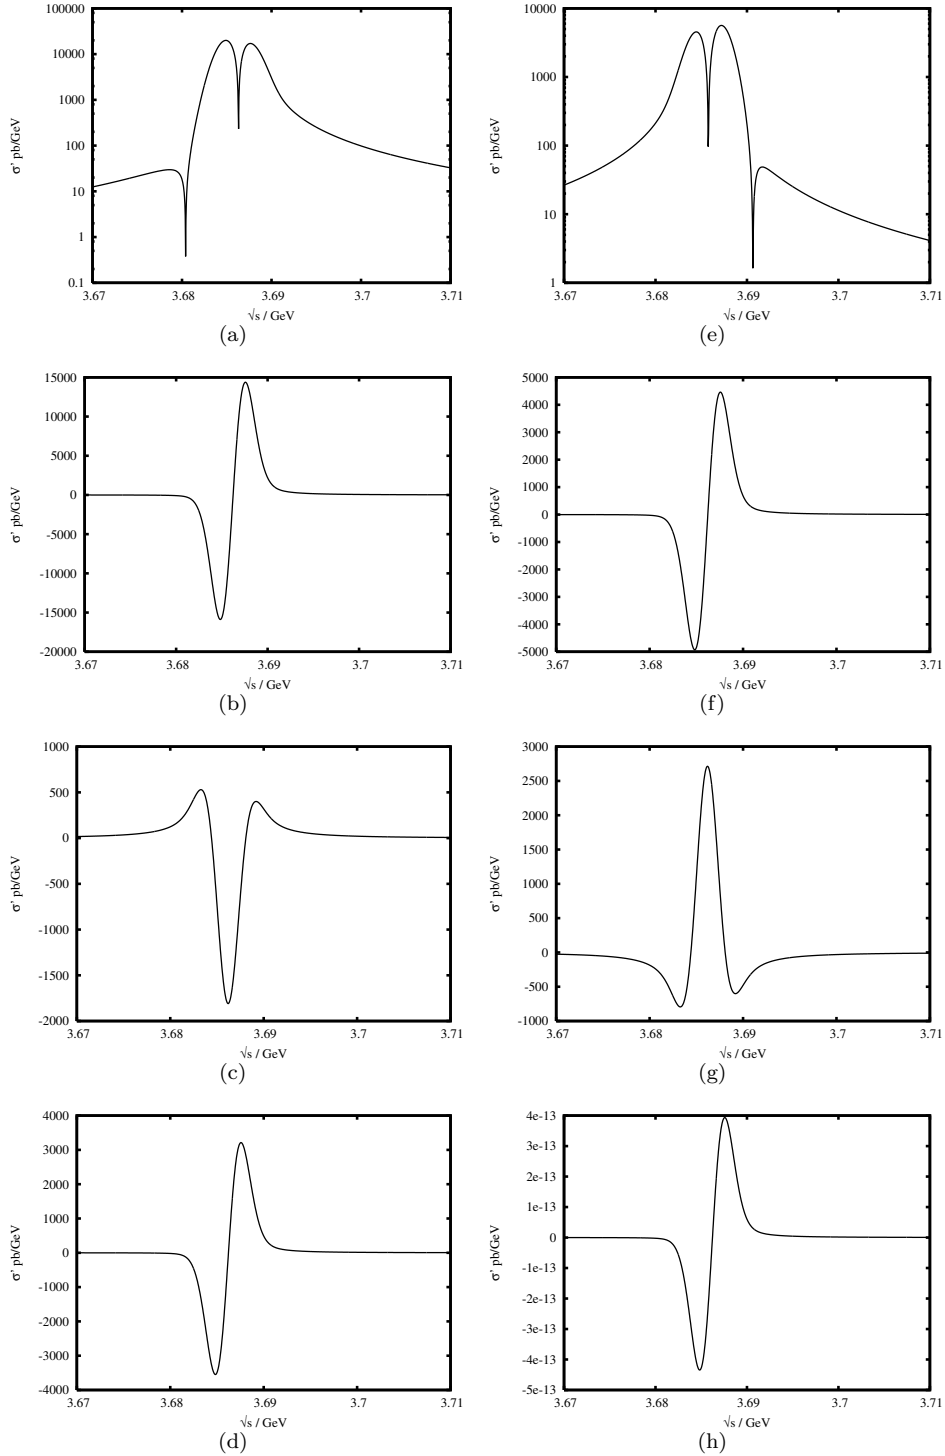 100000
10000
1000
100
10
1
0.1
σ' pb/GeV
3.67 3.68 3.69 3.7 3.71
√s / GeV
(a)
10000
1000
100
10
1
σ' pb/GeV
3.67 3.68 3.69 3.7 3.71
√s / GeV
(e)
15000
10000
5000
0
-5000
-10000
-15000
-20000
σ' pb/GeV
3.67 3.68 3.69 3.7 3.71
√s / GeV
(b)
5000
4000
3000
2000
1000
0
-1000
-2000
-3000
-4000
-5000
σ' pb/GeV
3.67 3.68 3.69 3.7 3.71
√s / GeV
(f)
1000
500
0
-500
-1000
-1500
-2000
σ' pb/GeV
3.67 3.68 3.69 3.7 3.71
√s / GeV
(c)
3000
2500
2000
1500
1000
500
0
-500
-1000
σ' pb/GeV
3.67 3.68 3.69 3.7 3.71
√s / GeV
(g)
4000
3000
2000
1000
0
-1000
-2000
-3000
-4000
σ' pb/GeV
3.67 3.68 3.69 3.7 3.71
√s / GeV
(d)
4e-13
3e-13
2e-13
1e-13
0
-1e-13
-2e-13
-3e-13
-4e-13
-5e-13
σ' pb/GeV
3.67 3.68 3.69 3.7 3.71
√s / GeV
(h)